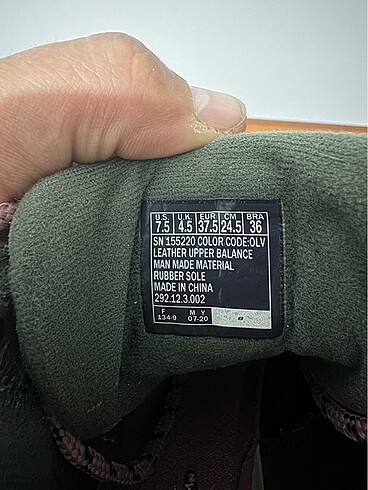 U.S. U.K. EUR CM BRA
7.5 4.5 37.5 24.5 36
SN 155220 COLOR CODE:OLV
LEATHER UPPER BALANCE
MAN MADE MATERIAL
RUBBER SOLE
MADE IN CHINA
292.12.3.002
F M Y
134-9 07-20